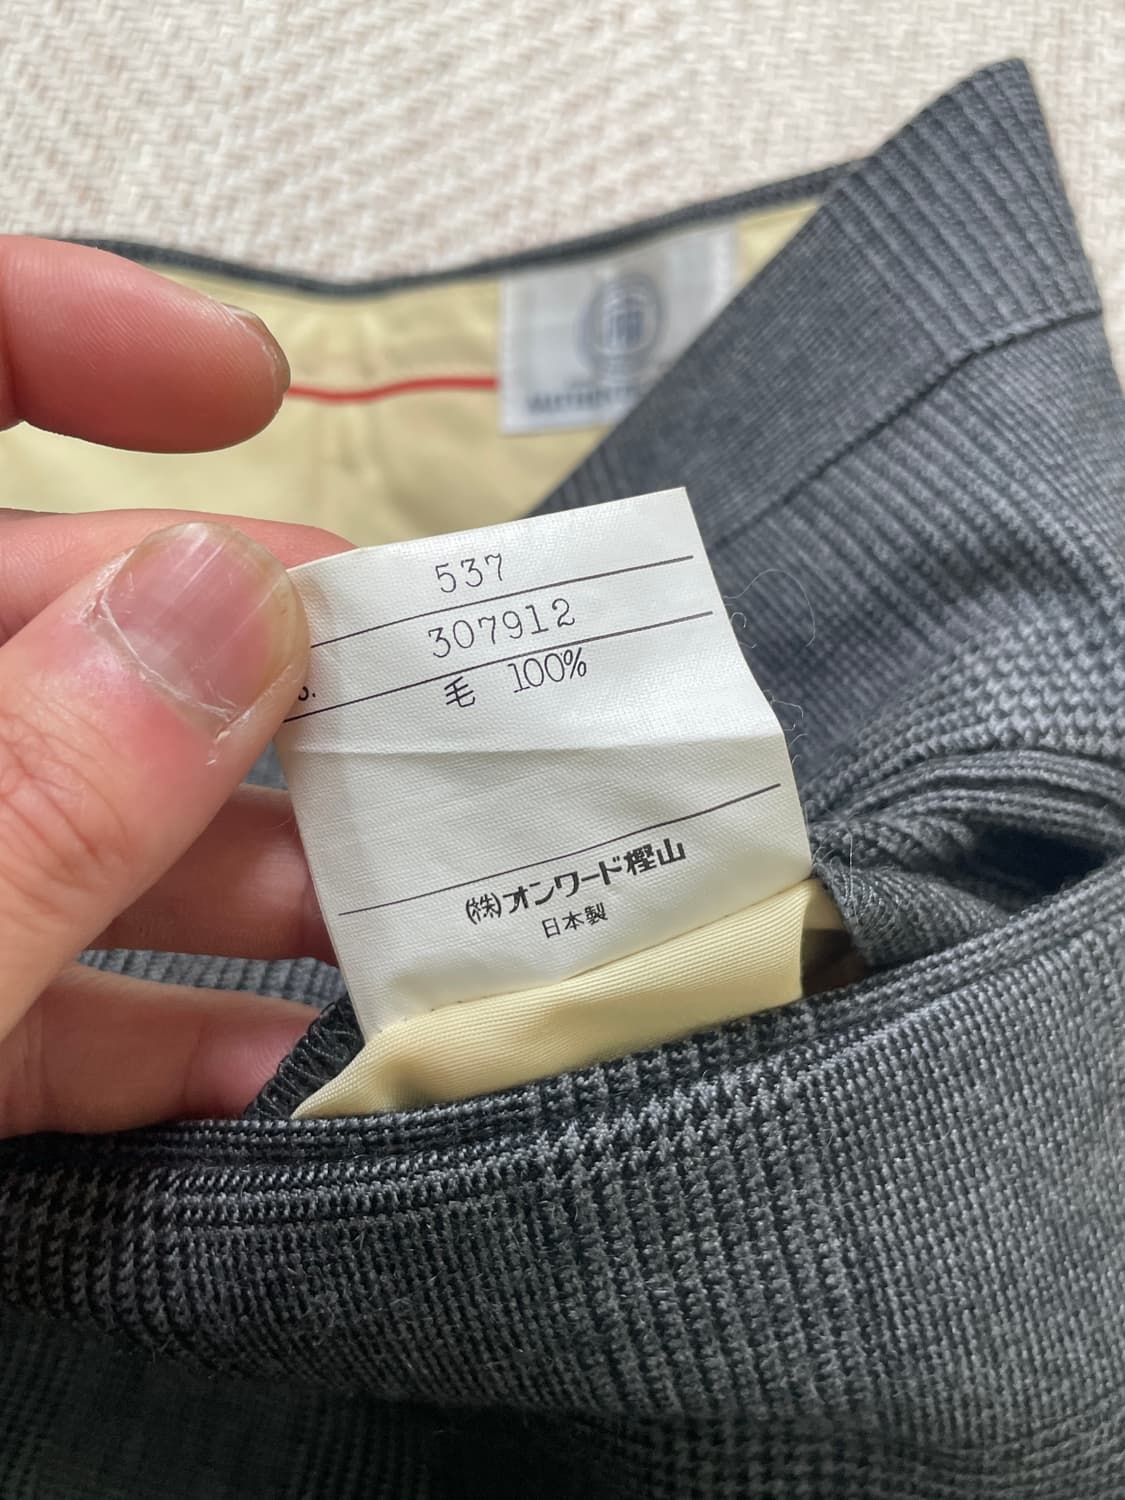 537
307912
毛 100%
(株)オンワード樫山
日本製